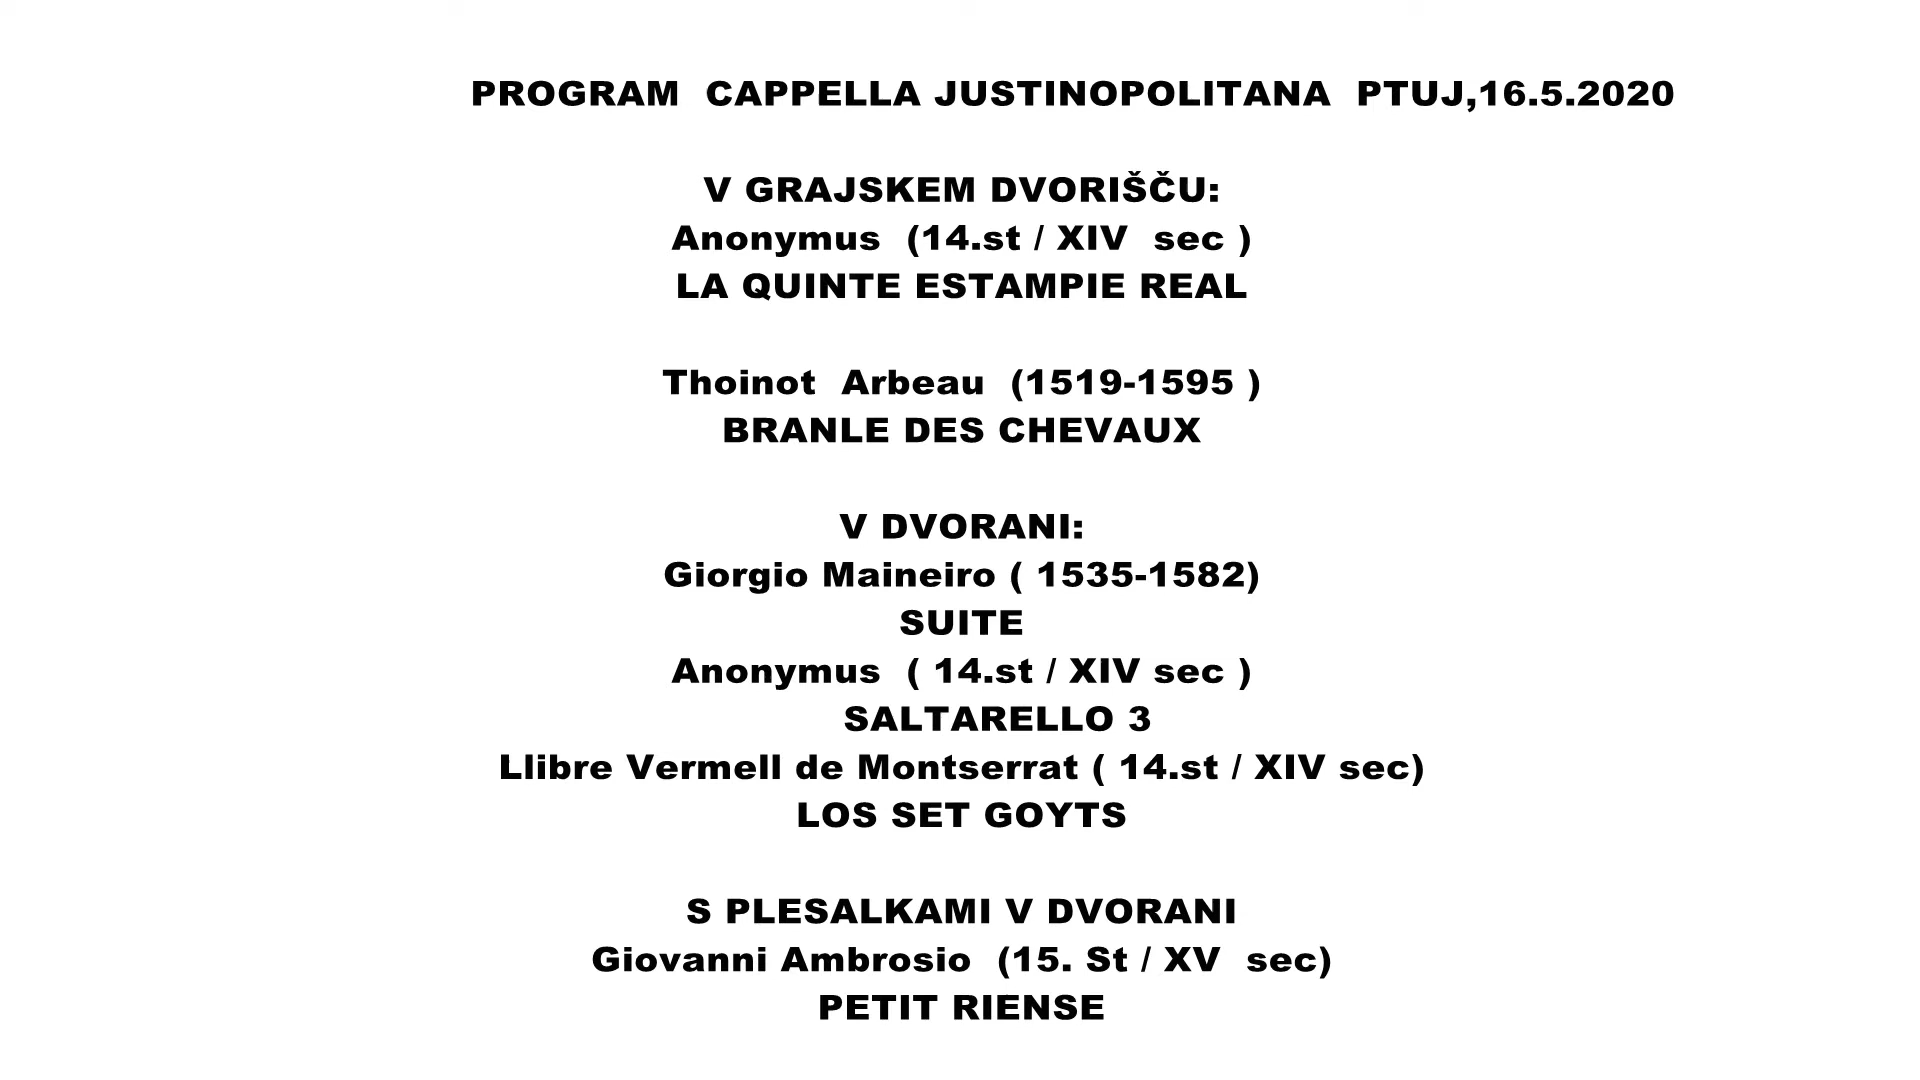 PROGRAM CAPPELLA JUSTINOPOLITANA PTUJ,16.5.2020
V GRAJSKEM DVORIŠČU:
Anonymus (14.st / XIV sec )
LA QUINTE ESTAMPIE REAL
Thoinot Arbeau (1519-1595 )
BRANLE DES CHEVAUX
V DVORANI:
Giorgio Maineiro ( 1535-1582)
SUITE
Anonymus ( 14.st / XIV sec )
SALTARELLO 3
Llibre Vermell de Montserrat ( 14.st / XIV sec)
LOS SET GOYTS
S PLESALKAMI V DVORANI
Giovanni Ambrosio (15. St / XV sec)
PETIT RIENSE